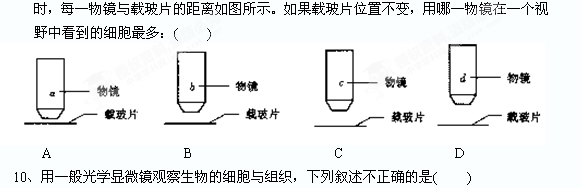 时，每一物镜与载玻片的距离如图所示。如果载玻片位置不变，用哪一物镜在一个视
野中看到的细胞最多：(    )
a 物镜 b 物镜 c 物镜 d 物镜
载玻片 载玻片 载玻片 载玻片
A B C D
10、用一般光学显微镜观察生物的细胞与组织，下列叙述不正确的是(    )